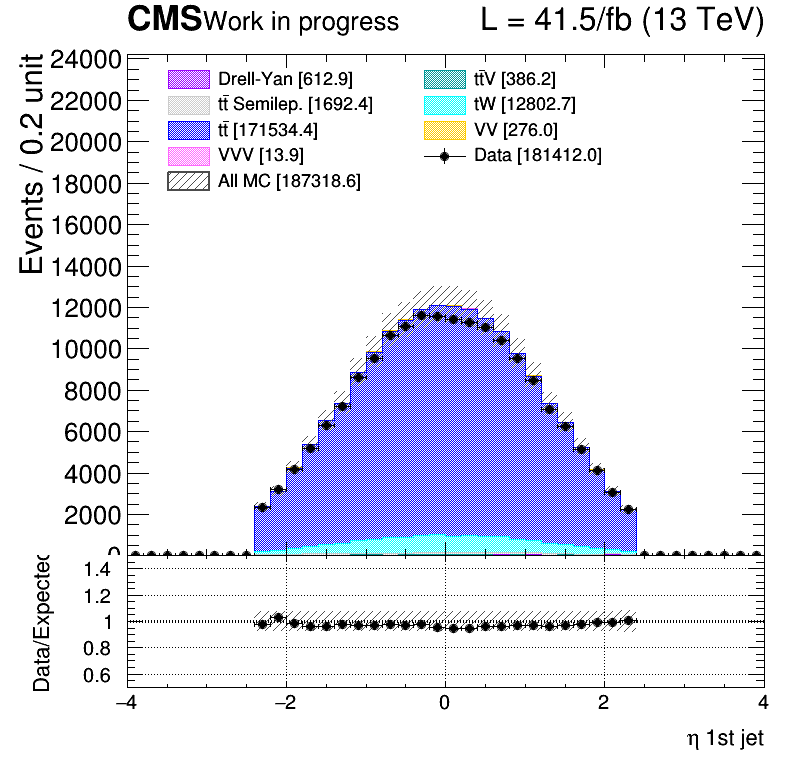 CMS Work in progress L = 41.5/fb (13 TeV)
Events / 0.2 unit
24000
22000
20000
18000
16000
14000
12000
10000
8000
6000
4000
2000
0
Drell-Yan [612.9]
tt̄ Semilep. [1692.4]
tt̄ [171534.4]
VVV [13.9]
All MC [187318.6]
tt̄V [386.2]
tW [12802.7]
VV [276.0]
Data [181412.0]
Data/Expected
1.4
1.2
1
0.8
0.6
−4 −2 0 2 4
η 1st jet